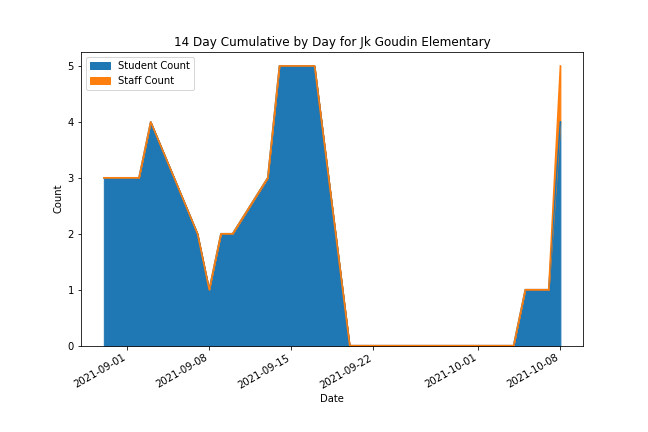 14 Day Cumulative by Day for Jk Goudin Elementary
Student Count
Staff Count
5
4
3
2
1
0
Count
2021-09-01
2021-09-08
2021-09-15
2021-09-22
2021-10-01
2021-10-08
Date